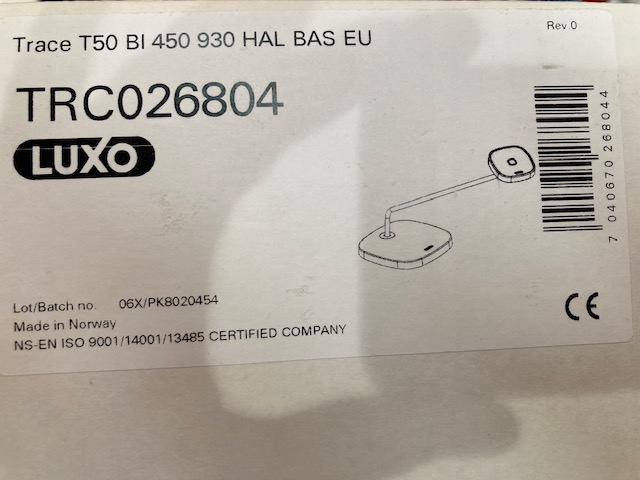 Rev.0
Trace T50 BI 450 930 HAL BAS EU
TRC026804
LUXO
7 040670 268044
Lot/Batch no. 06X/PK8020454
Made in Norway
NS-EN ISO 9001/14001/13485 CERTIFIED COMPANY
CE